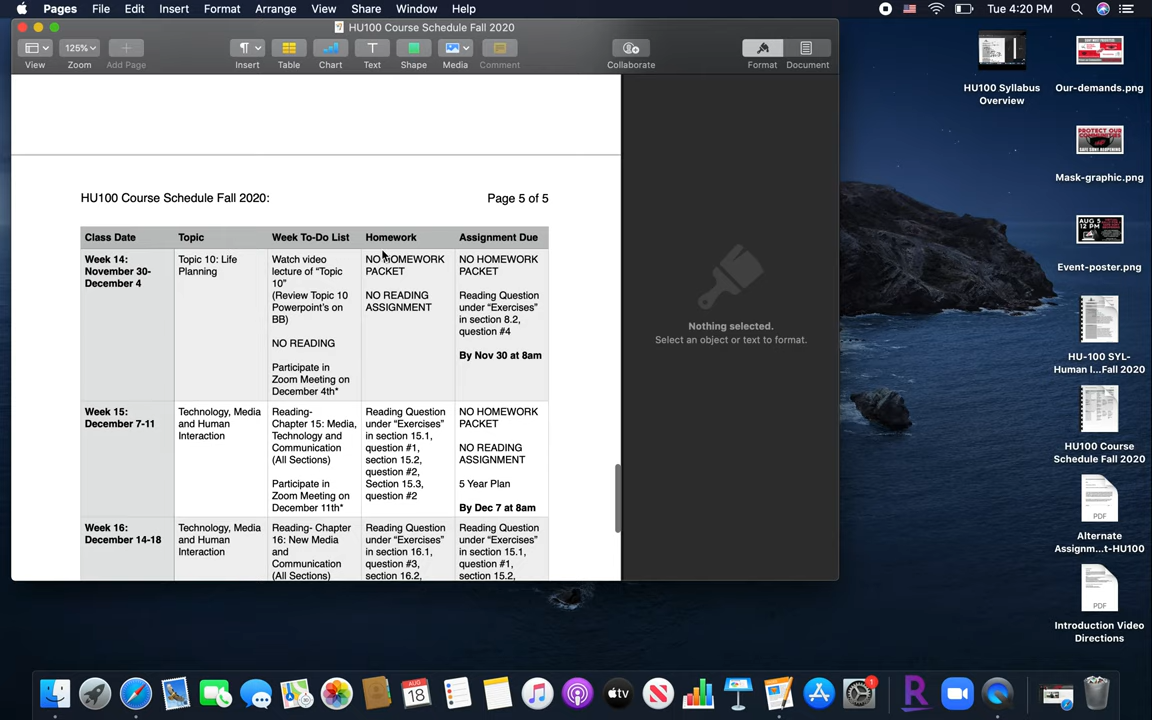 Pages File Edit Insert Format Arrange View Share Window Help
Tue 4:20 PM
HU100 Course Schedule Fall 2020
125%
View Zoom Add Page Insert Table Chart Text Shape Media Comment Collaborate Format Document
HU100 Course Schedule Fall 2020:
Page 5 of 5
Class Date Topic Week To-Do List Homework Assignment Due
Week 14:
November 30-
December 4
Topic 10: Life
Planning
Watch video
lecture of “Topic
10”
(Review Topic 10
Powerpoint's on
BB)
NO READING
Participate in
Zoom Meeting on
December 4th*
NO HOMEWORK
PACKET
NO READING
ASSIGNMENT
NO HOMEWORK
PACKET
Reading Question
under “Exercises”
in section 8.2,
question #4
By Nov 30 at 8am
Week 15:
December 7-11
Technology, Media
and Human
Interaction
Reading-
Chapter 15: Media,
Technology and
Communication
(All Sections)
Participate in
Zoom Meeting on
December 11th*
Reading Question
under “Exercises”
in section 15.1,
question #1,
section 15.2,
question #2,
Section 15.3,
question #2
NO HOMEWORK
PACKET
NO READING
ASSIGNMENT
5 Year Plan
By Dec 7 at 8am
Week 16:
December 14-18
Technology, Media
and Human
Interaction
Reading- Chapter
16: New Media
and
Communication
(All Sections)
Reading Question
under “Exercises”
in section 16.1,
question #3,
section 16.2,
Reading Question
under “Exercises”
in section 15.1,
question #1,
section 15.2,
Nothing selected.
Select an object or text to format.
HU100 Syllabus
Overview
Our-demands.png
PROTECT OUR
COMMUNITIES
Mask-graphic.png
AUG 5
12 PM
Event-poster.png
HU-100 SYL-
Human I...Fall 2020
HU100 Course
Schedule Fall 2020
PDF
Alternate
Assignm...t-HU100
PDF
Introduction Video
Directions
AUG
18
tv
1